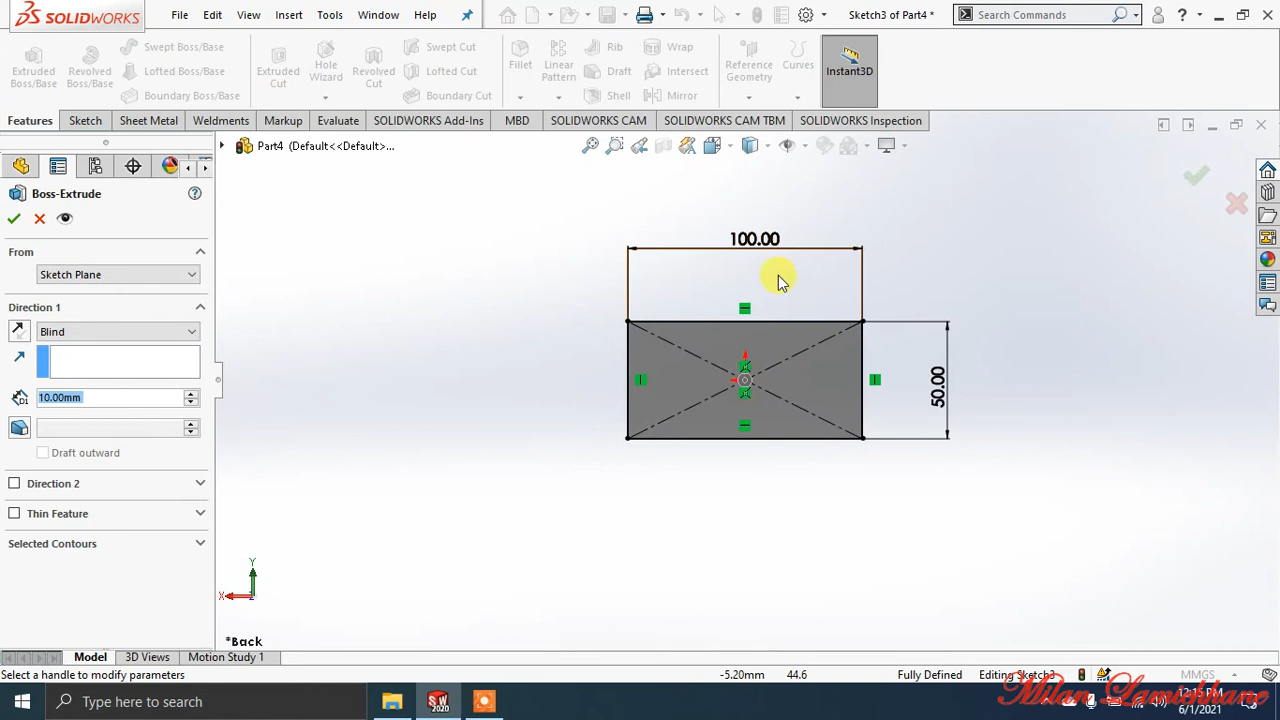 SOLIDWORKS File Edit View Insert Tools Window Help Sketch3 of Part4 * Search Commands ?
Extruded Boss/Base Revolved Boss/Base Swept Boss/Base Lofted Boss/Base Boundary Boss/Base Extruded Cut Hole Wizard Revolved Cut Swept Cut Lofted Cut Boundary Cut Fillet Linear Pattern Rib Draft Shell Wrap Intersect Mirror Reference Geometry Curves Instant3D
Features Sketch Sheet Metal Weldments Markup Evaluate SOLIDWORKS Add-Ins MBD SOLIDWORKS CAM SOLIDWORKS CAM TBM SOLIDWORKS Inspection
Part4 (Default<<Default>...
Boss-Extrude ?
From
Sketch Plane
Direction 1
Blind
D1 10.00mm
Draft outward
Direction 2
Thin Feature
Selected Contours
100.00
50.00
Y
X
*Back
Model 3D Views Motion Study 1
Select a handle to modify parameters -5.20mm 44.6 Fully Defined Editing Sketch3 MMGS
Milan Lamichhane
Type here to search SW 2020 12:15 PM
6/1/2021